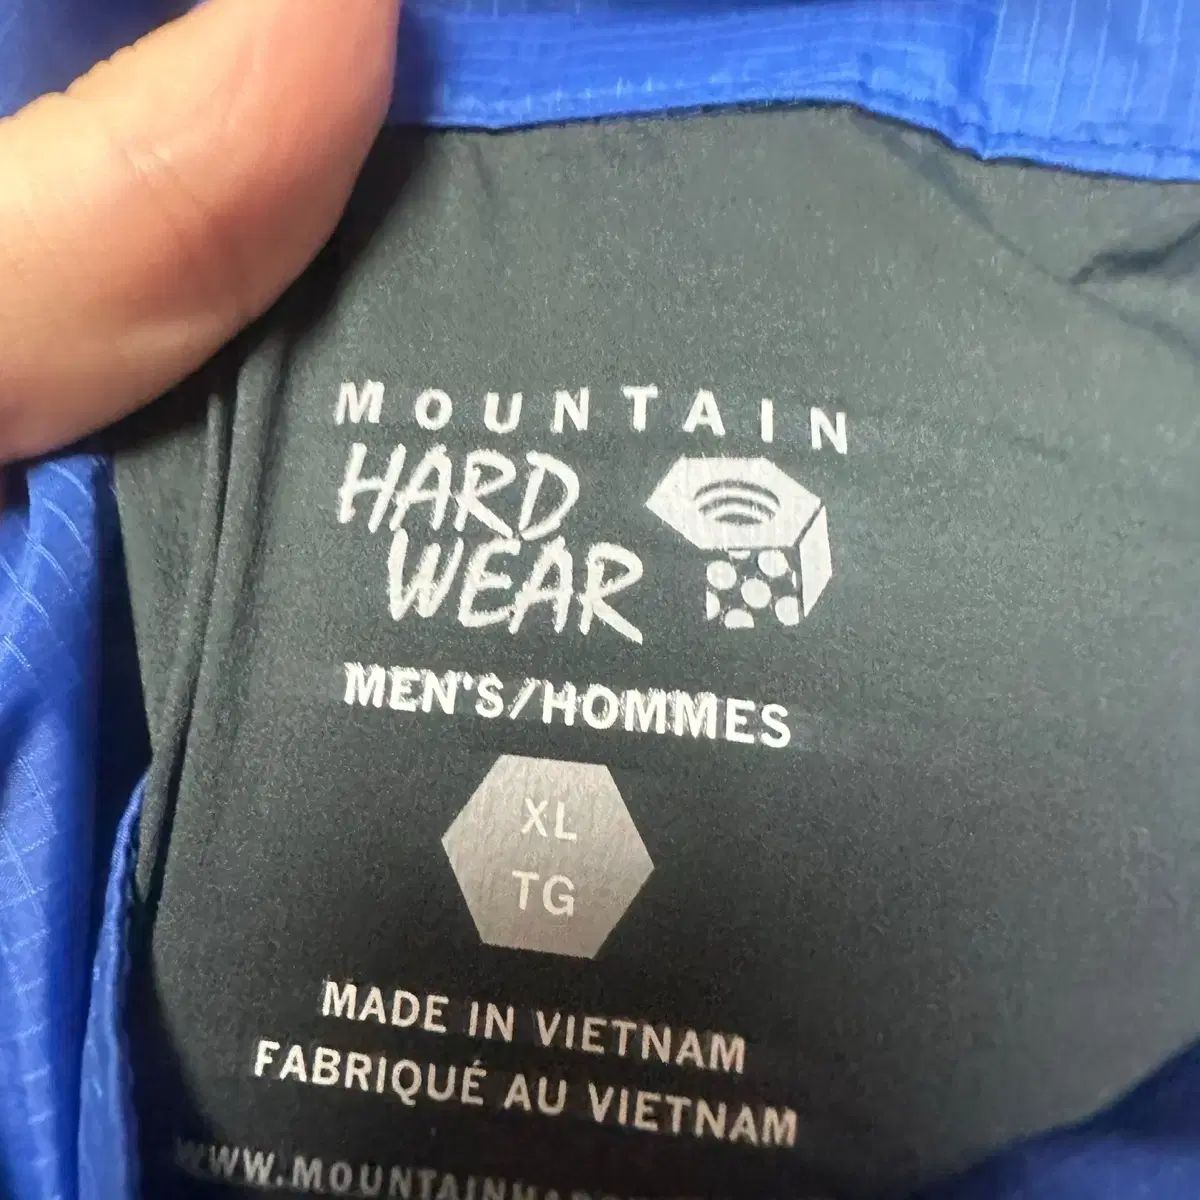 MOUNTAIN
HARD
WEAR
MEN'S/HOMMES
XL
TG
MADE IN VIETNAM
FABRIQUÉ AU VIETNAM